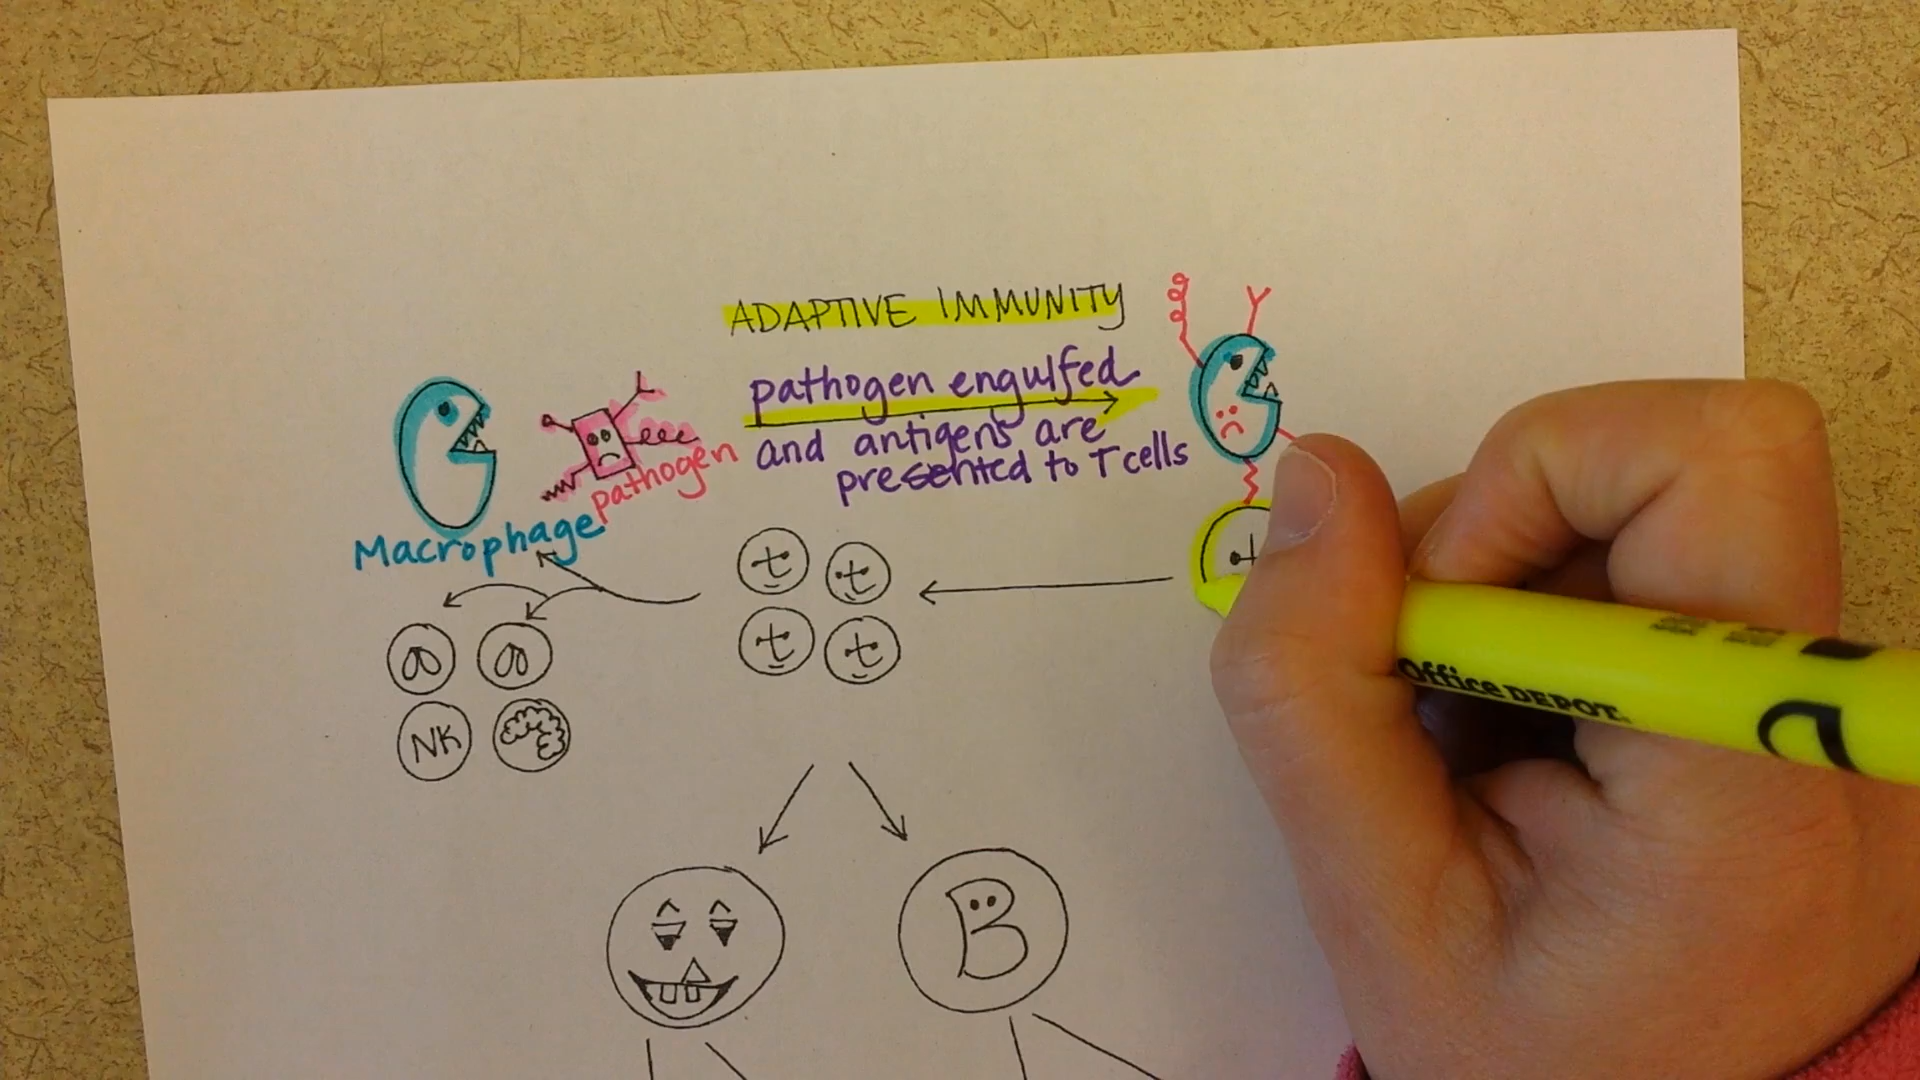 ADAPTIVE IMMUNITY
pathogen engulfed
and antigens are
presented to T cells
pathogen
Macrophage
t t
t t
t
NK
B
Office DEPOT